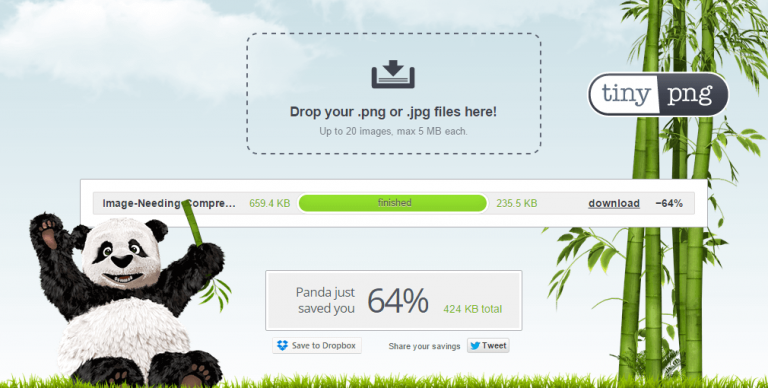 Drop your .png or .jpg files here!
Up to 20 images, max 5 MB each.
tiny png
Image-Needing-Compre... 659.4 KB finished 235.5 KB download −64%
Panda just
saved you
64%
424 KB total
Save to Dropbox
Share your savings
Tweet